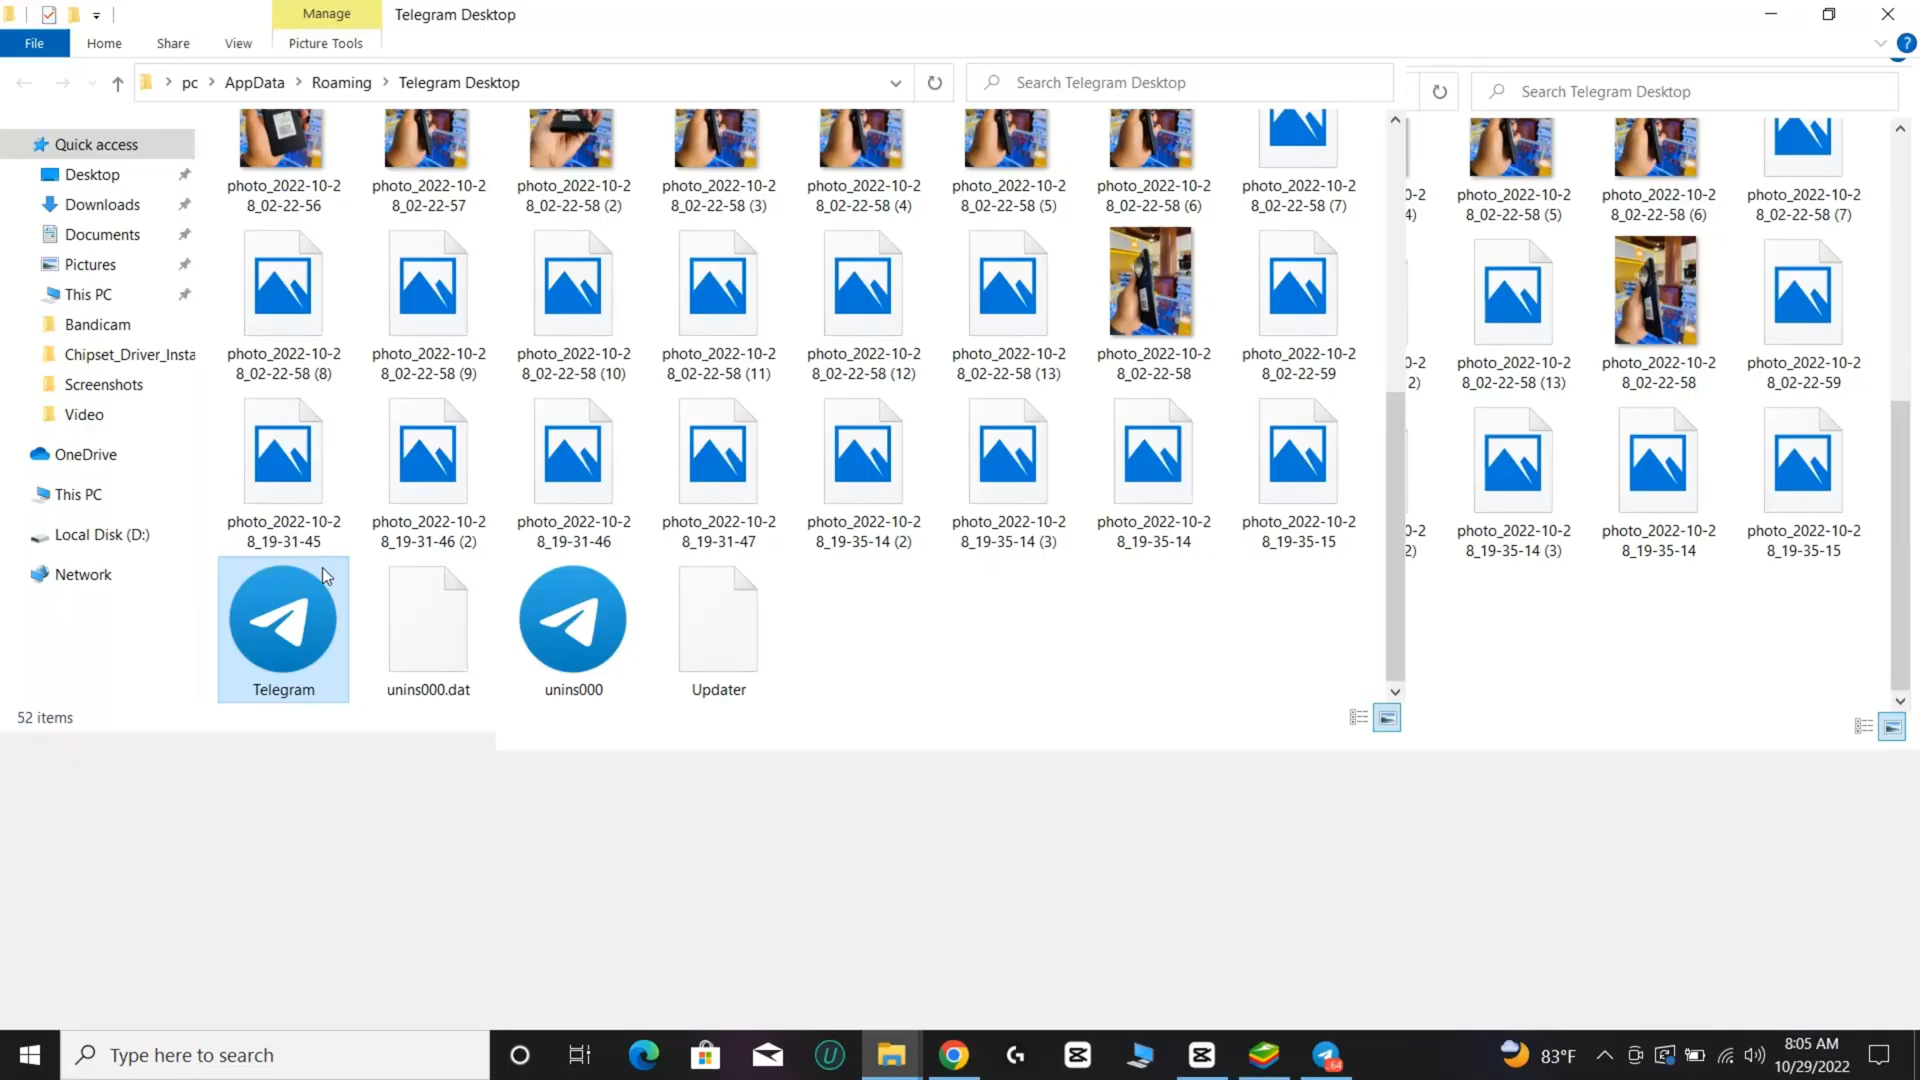 Manage
Telegram Desktop
File
Home
Share
View
Picture Tools
pc
AppData
Roaming
Telegram Desktop
Search Telegram Desktop
Search Telegram Desktop
Quick access
Desktop
Downloads
Documents
Pictures
This PC
Bandicam
Chipset_Driver_Insta
Screenshots
Video
OneDrive
This PC
Local Disk (D:)
Network
photo_2022-10-2
8_02-22-56
photo_2022-10-2
8_02-22-57
photo_2022-10-2
8_02-22-58 (2)
photo_2022-10-2
8_02-22-58 (3)
photo_2022-10-2
8_02-22-58 (4)
photo_2022-10-2
8_02-22-58 (5)
photo_2022-10-2
8_02-22-58 (6)
photo_2022-10-2
8_02-22-58 (7)
0-2
4)
photo_2022-10-2
8_02-22-58 (5)
photo_2022-10-2
8_02-22-58 (6)
photo_2022-10-2
8_02-22-58 (7)
photo_2022-10-2
8_02-22-58 (8)
photo_2022-10-2
8_02-22-58 (9)
photo_2022-10-2
8_02-22-58 (10)
photo_2022-10-2
8_02-22-58 (11)
photo_2022-10-2
8_02-22-58 (12)
photo_2022-10-2
8_02-22-58 (13)
photo_2022-10-2
8_02-22-58
photo_2022-10-2
8_02-22-59
0-2
2)
photo_2022-10-2
8_02-22-58 (13)
photo_2022-10-2
8_02-22-58
photo_2022-10-2
8_02-22-59
photo_2022-10-2
8_19-31-45
photo_2022-10-2
8_19-31-46 (2)
photo_2022-10-2
8_19-31-46
photo_2022-10-2
8_19-31-47
photo_2022-10-2
8_19-35-14 (2)
photo_2022-10-2
8_19-35-14 (3)
photo_2022-10-2
8_19-35-14
photo_2022-10-2
8_19-35-15
0-2
2)
photo_2022-10-2
8_19-35-14 (3)
photo_2022-10-2
8_19-35-14
photo_2022-10-2
8_19-35-15
Telegram
unins000.dat
unins000
Updater
52 items
Type here to search
64
83°F
8:05 AM
10/29/2022